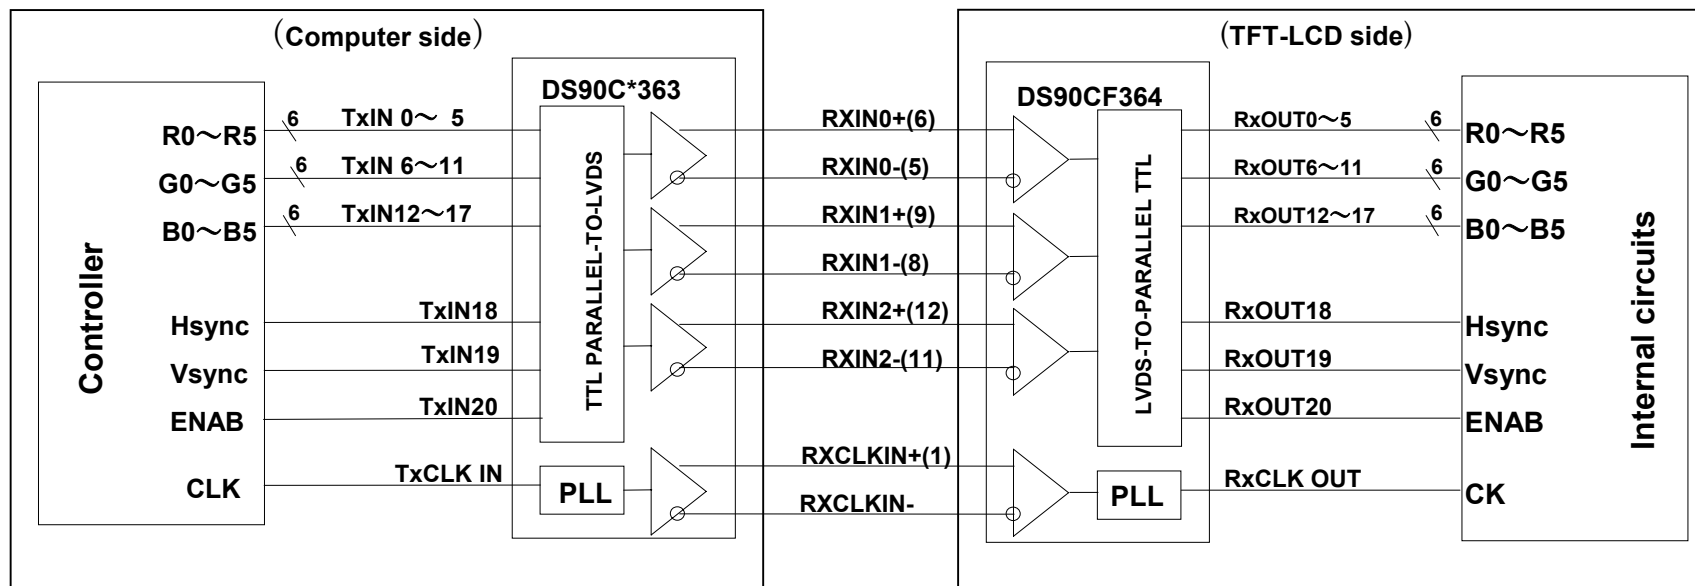 (Computer side)
Controller
R0～R5
6
TxIN 0～ 5
G0～G5
6
TxIN 6～11
B0～B5
6
TxIN12～17
Hsync
TxIN18
Vsync
TxIN19
ENAB
TxIN20
CLK
TxCLK IN
DS90C*363
TTL PARALLEL-TO-LVDS
PLL
RXIN0+(6)
RXIN0-(5)
RXIN1+(9)
RXIN1-(8)
RXIN2+(12)
RXIN2-(11)
RXCLKIN+(1)
RXCLKIN-
(TFT-LCD side)
DS90CF364
LVDS-TO-PARALLEL TTL
PLL
RxOUT0～5
6
R0～R5
RxOUT6～11
6
G0～G5
RxOUT12～17
6
B0～B5
RxOUT18
Hsync
RxOUT19
Vsync
RxOUT20
ENAB
RxCLK OUT
CK
Internal circuits